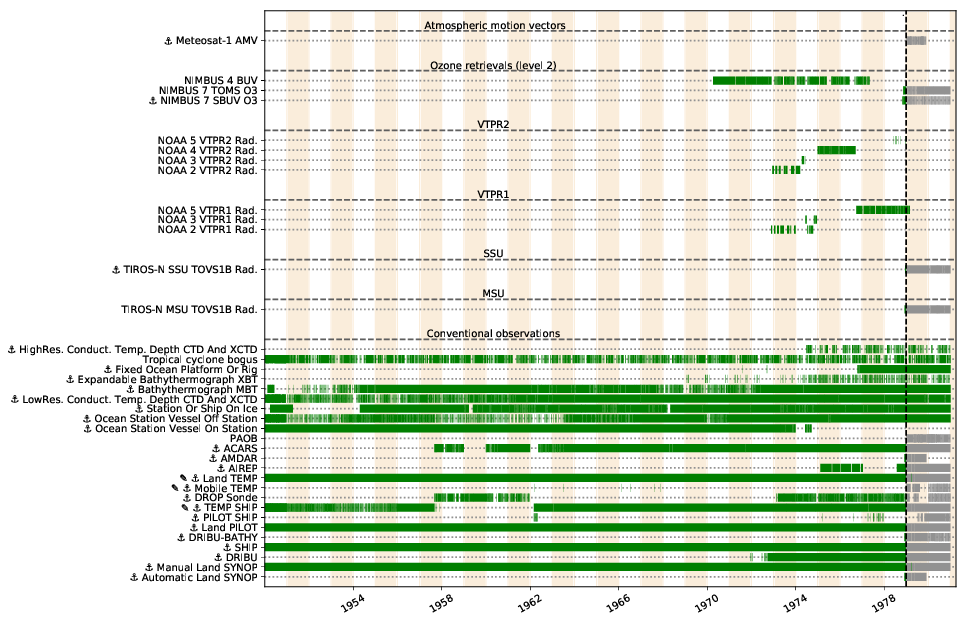 Atmospheric motion vectors
⚓ Meteosat-1 AMV
Ozone retrievals (level 2)
NIMBUS 4 BUV
NIMBUS 7 TOMS O3
⚓ NIMBUS 7 SBUV O3
VTPR2
NOAA 5 VTPR2 Rad.
NOAA 4 VTPR2 Rad.
NOAA 3 VTPR2 Rad.
NOAA 2 VTPR2 Rad.
VTPR1
NOAA 5 VTPR1 Rad.
NOAA 3 VTPR1 Rad.
NOAA 2 VTPR1 Rad.
SSU
⚓ TIROS-N SSU TOVS1B Rad.
MSU
TIROS-N MSU TOVS1B Rad.
Conventional observations
⚓ HighRes. Conduct. Temp. Depth CTD And XCTD
Tropical cyclone bogus
⚓ Fixed Ocean Platform Or Rig
⚓ Expandable Bathythermograph XBT
⚓ Bathythermograph MBT
⚓ LowRes. Conduct. Temp. Depth CTD And XCTD
⚓ Station Or Ship On Ice
⚓ Ocean Station Vessel Off Station
⚓ Ocean Station Vessel On Station
PAOB
⚓ ACARS
⚓ AMDAR
⚓ AIREP
✎ ⚓ Land TEMP
✎ ⚓ Mobile TEMP
⚓ DROP Sonde
✎ ⚓ TEMP SHIP
⚓ PILOT SHIP
⚓ Land PILOT
⚓ DRIBU-BATHY
⚓ SHIP
⚓ DRIBU
⚓ Manual Land SYNOP
⚓ Automatic Land SYNOP
1954 1958 1962 1966 1970 1974 1978